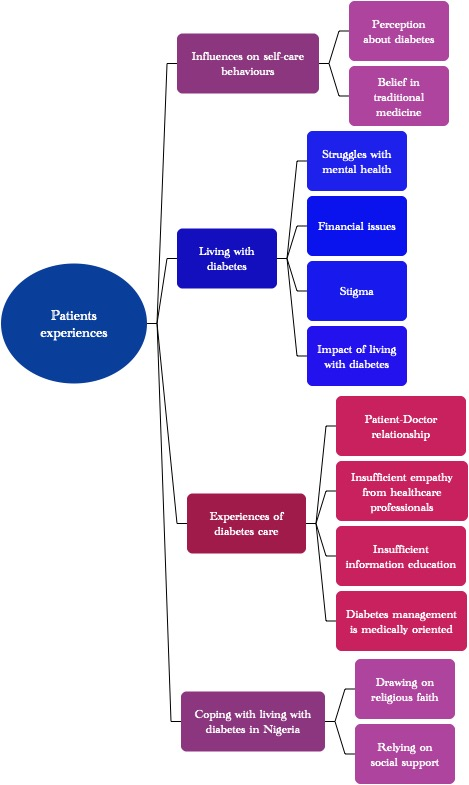 Patients
experiences
Influences on self-care
behaviours
Perception
about diabetes
Belief in
traditional
medicine
Living with
diabetes
Struggles with
mental health
Financial issues
Stigma
Impact of living
with diabetes
Experiences of
diabetes care
Patient-Doctor
relationship
Insufficient empathy
from healthcare
professionals
Insufficient
information education
Diabetes management
is medically oriented
Coping with living with
diabetes in Nigeria
Drawing on
religious faith
Relying on
social support